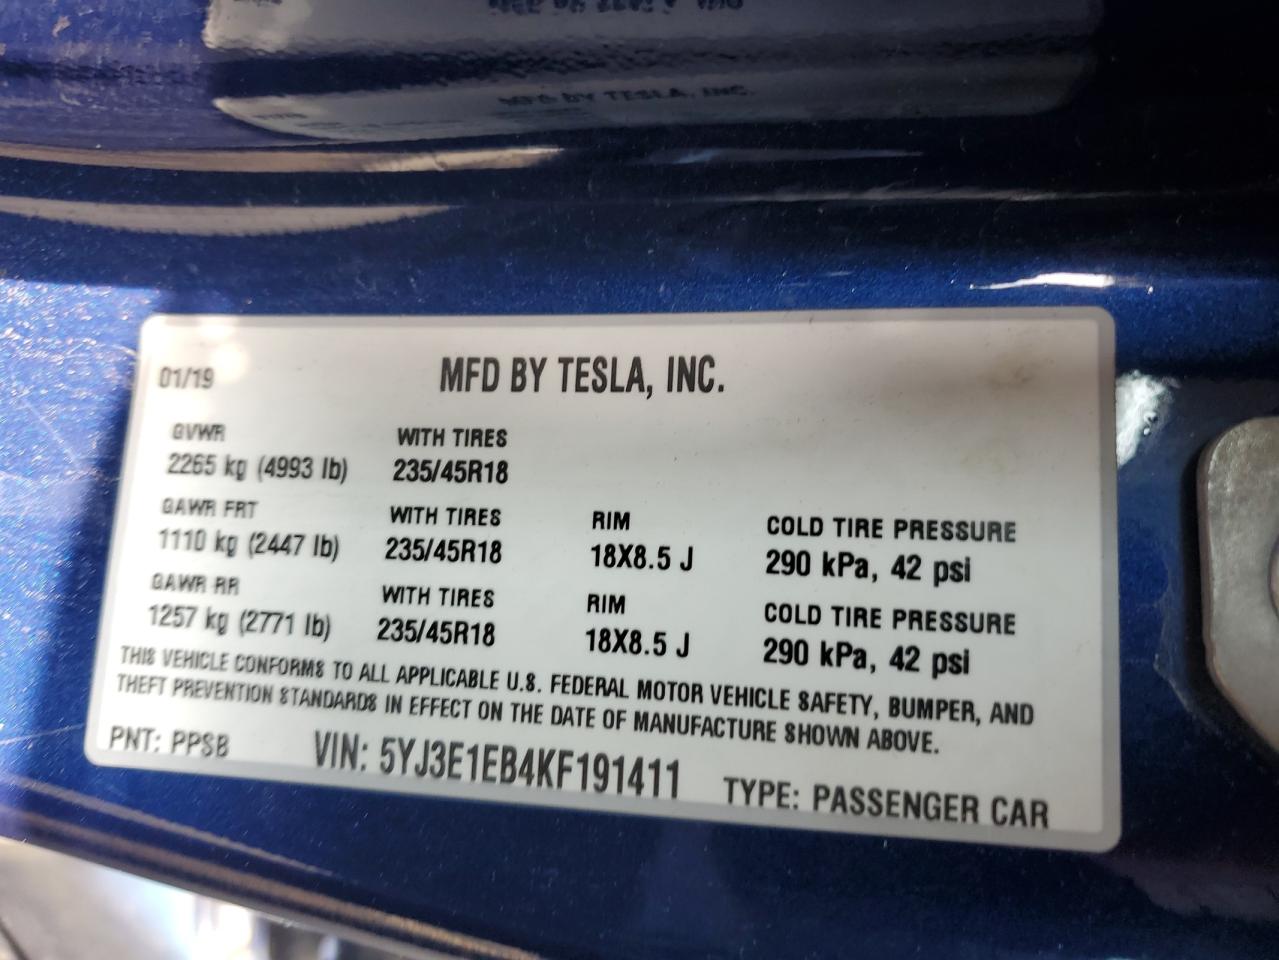 MFD BY TESLA, INC.
01/19 MFD BY TESLA, INC.
GVWR WITH TIRES
2265 kg (4993 lb) 235/45R18
GAWR FRT WITH TIRES RIM COLD TIRE PRESSURE
1110 kg (2447 lb) 235/45R18 18X8.5 J 290 kPa, 42 psi
GAWR RR WITH TIRES RIM COLD TIRE PRESSURE
1257 kg (2771 lb) 235/45R18 18X8.5 J 290 kPa, 42 psi
THIS VEHICLE CONFORMS TO ALL APPLICABLE U.S. FEDERAL MOTOR VEHICLE SAFETY, BUMPER, AND
THEFT PREVENTION STANDARDS IN EFFECT ON THE DATE OF MANUFACTURE SHOWN ABOVE.
PNT: PPSB VIN: 5YJ3E1EB4KF191411 TYPE: PASSENGER CAR